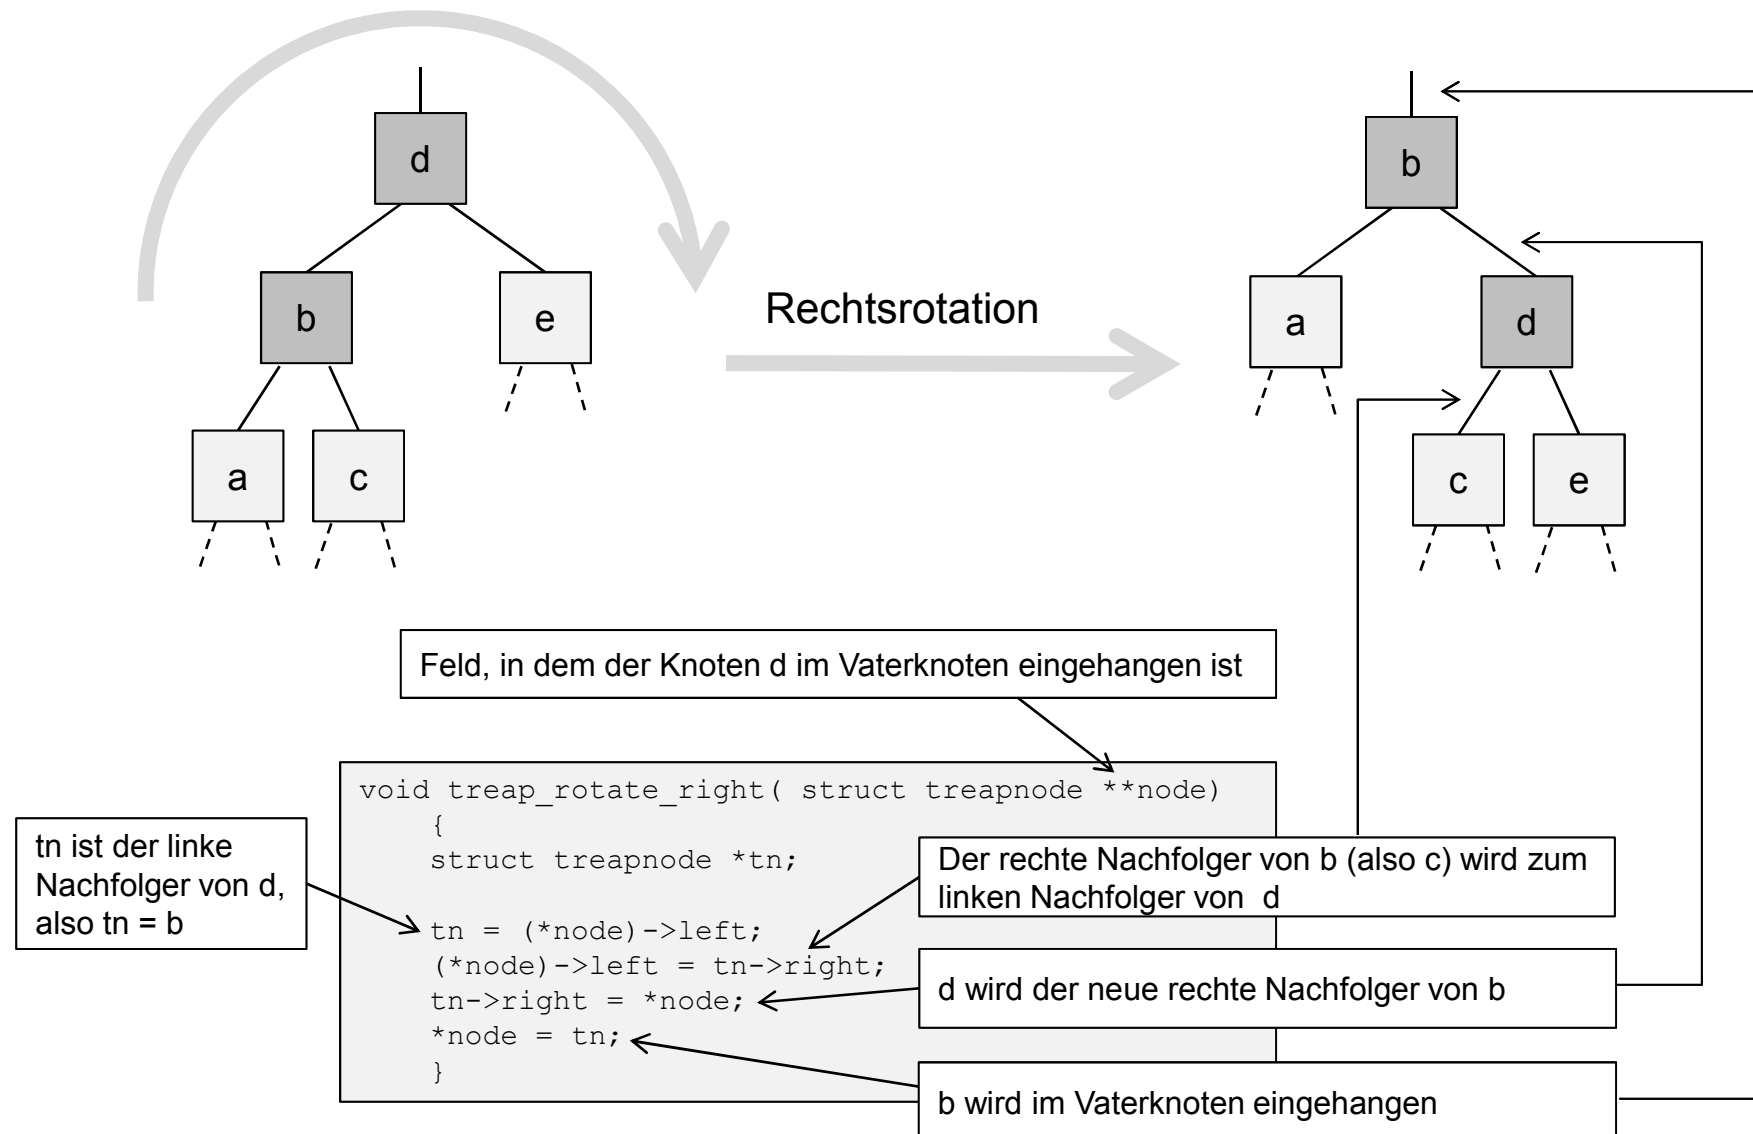 d
b
e
a
c
Rechtsrotation
b
a
d
c
e
Feld, in dem der Knoten d im Vaterknoten eingehangen ist
void treap_rotate_right( struct treapnode **node)
{
struct treapnode *tn;
tn = (*node)->left;
(*node)->left = tn->right;
tn->right = *node;
*node = tn;
}
tn ist der linke
Nachfolger von d,
also tn = b
Der rechte Nachfolger von b (also c) wird zum
linken Nachfolger von d
d wird der neue rechte Nachfolger von b
b wird im Vaterknoten eingehangen